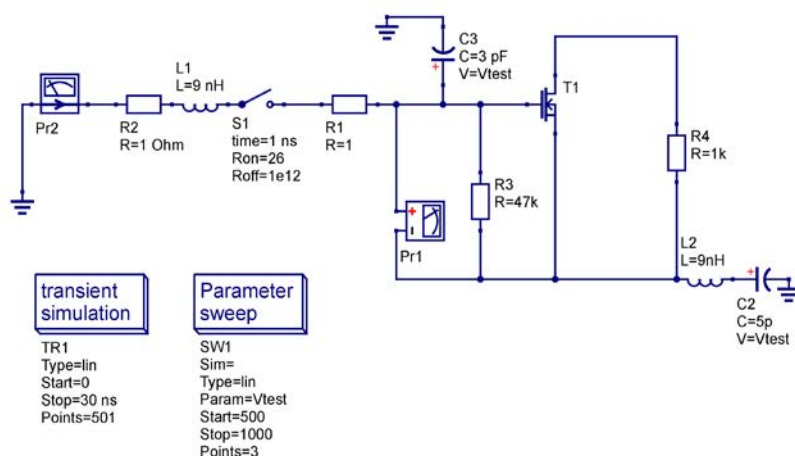 C3
C=3 pF
V=Vtest
L1
L=9 nH
T1
Pr2
R2
R=1 Ohm
S1
time=1 ns
Ron=26
Roff=1e12
R1
R=1
R4
R=1k
R3
R=47k
+
-
Pr1
L2
L=9nH
C2
C=5p
V=Vtest
transient
simulation
TR1
Type=lin
Start=0
Stop=30 ns
Points=501
Parameter
sweep
SW1
Sim=
Type=lin
Param=Vtest
Start=500
Stop=1000
Points=3